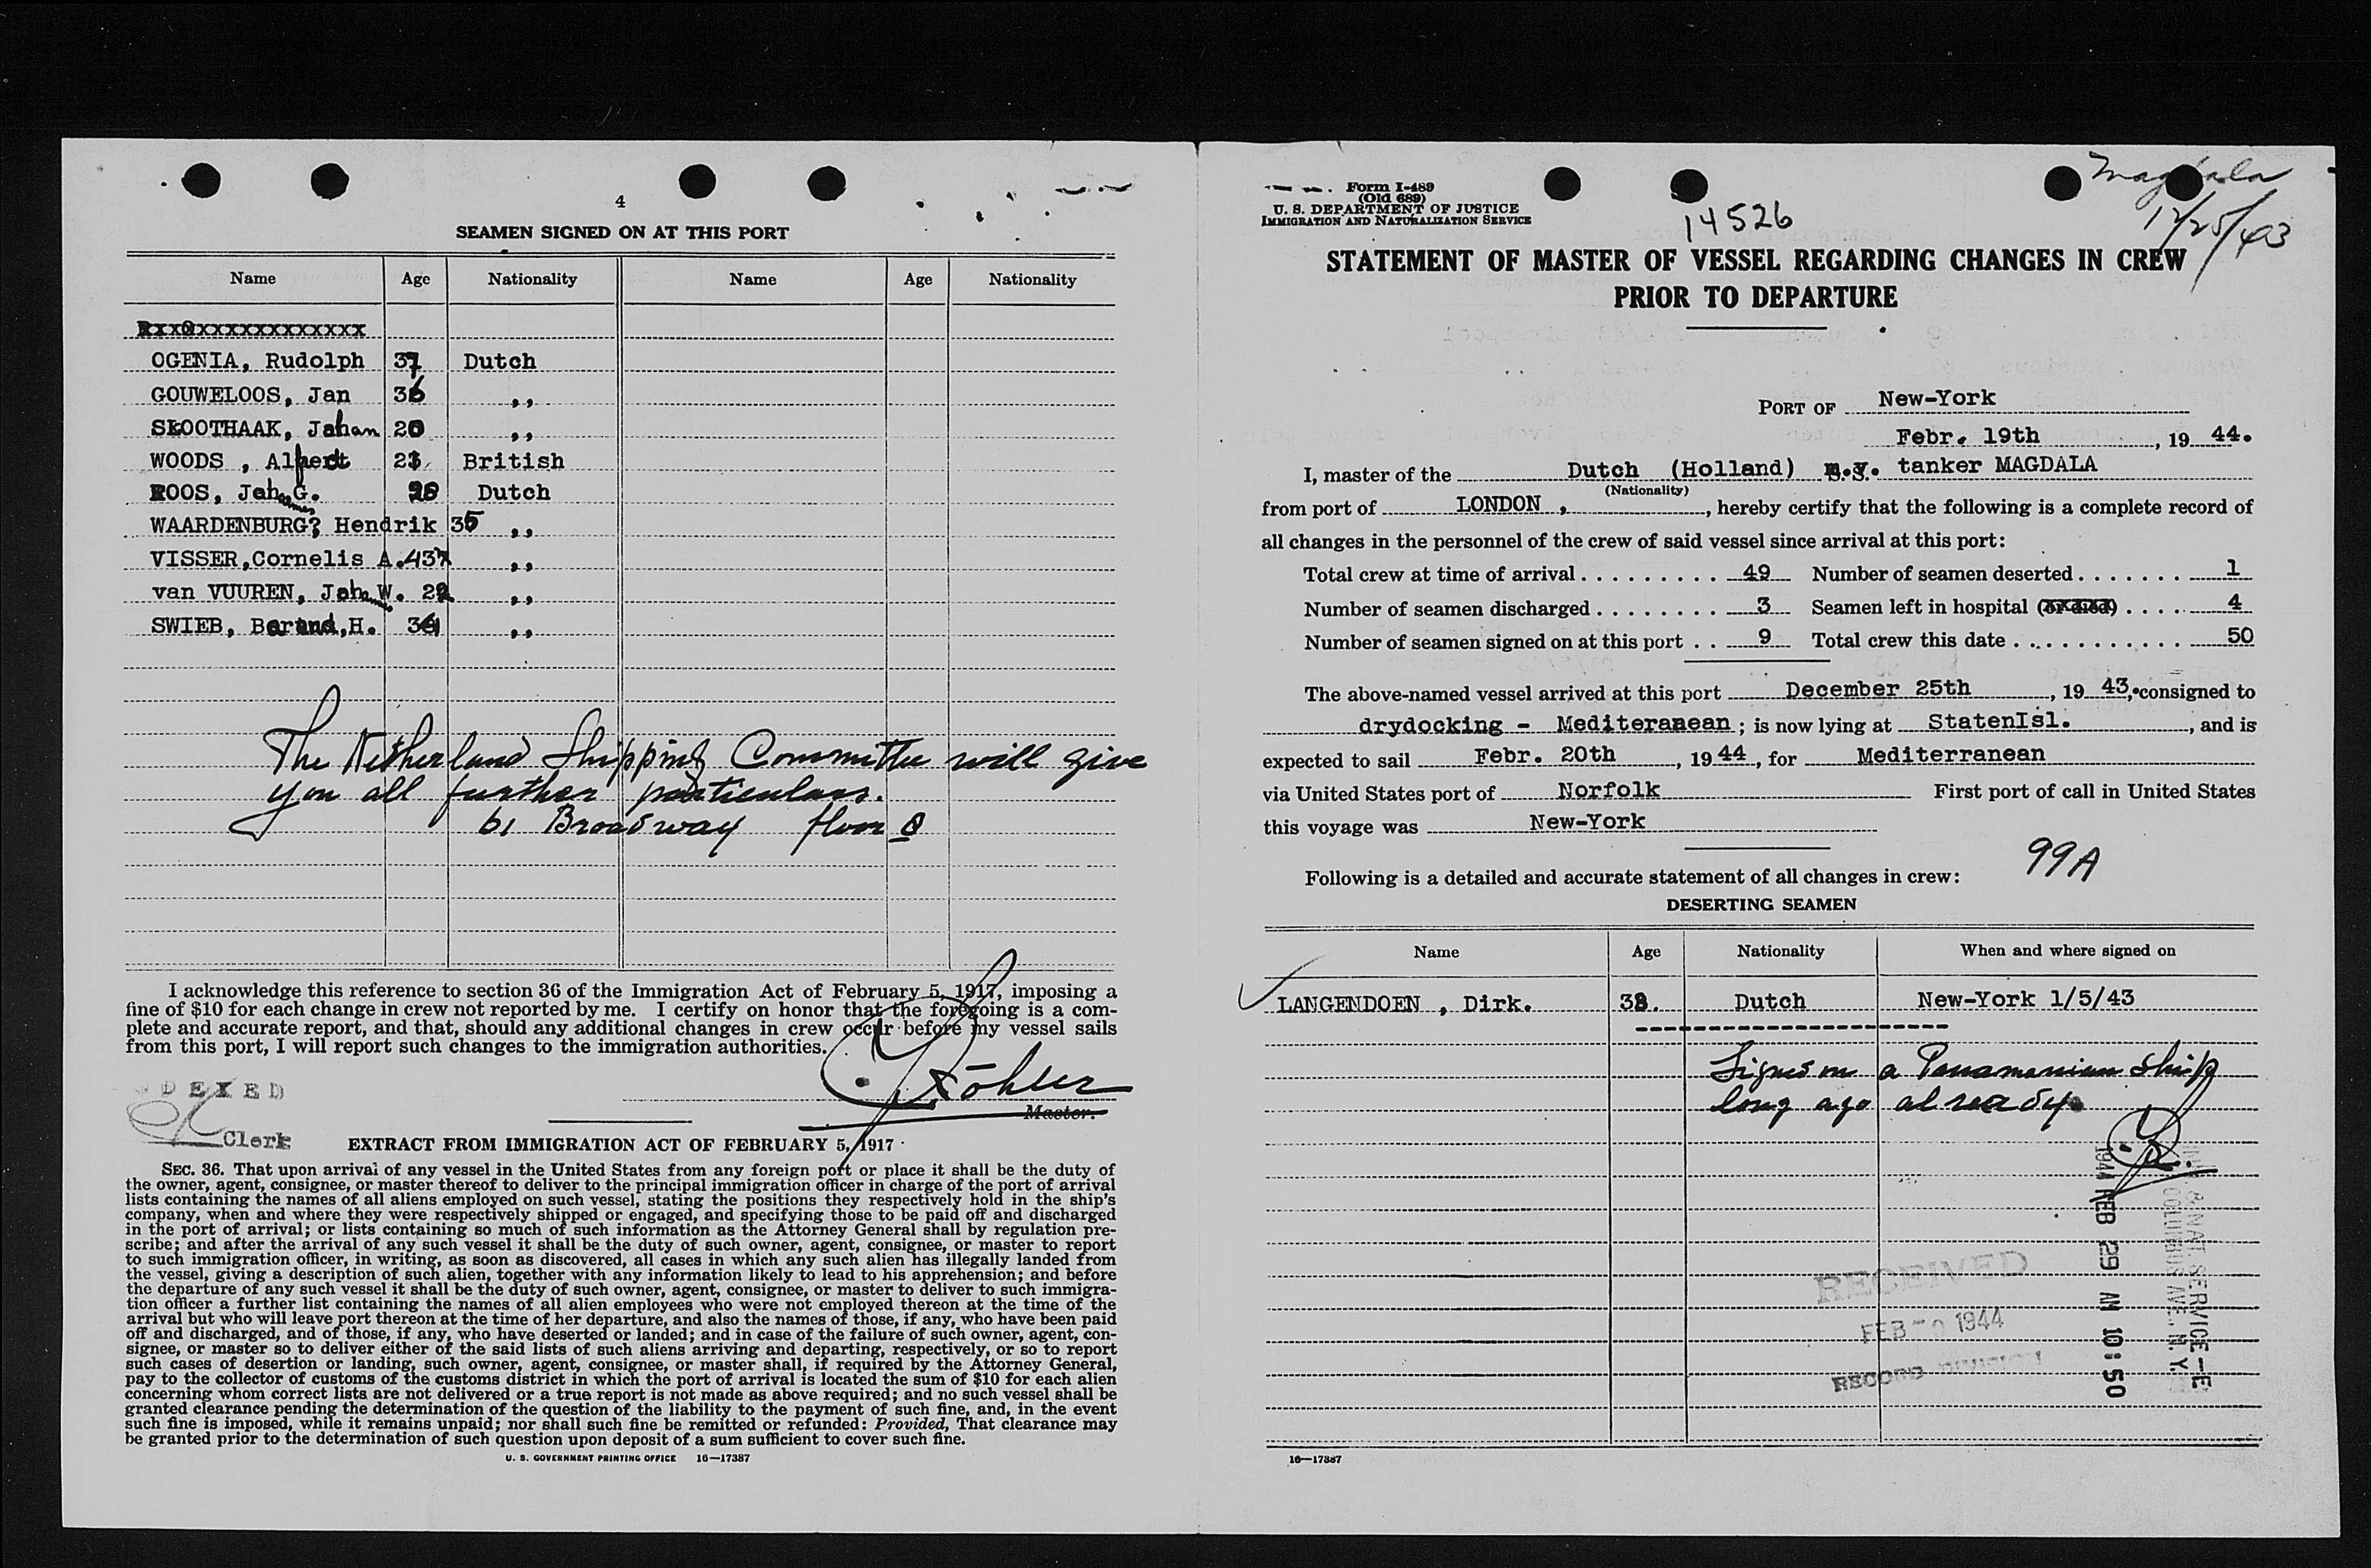 4
SEAMEN SIGNED ON AT THIS PORT
Name Age Nationality Name Age Nationality
OGENIA, Rudolph 37 Dutch
GOUWELOOS, Jan 36 ,,
SLOOTHAAK, Johan 20 ,,
WOODS , Albert British
ROOS, Joh. G. Dutch
WAARDENBURG? Hendrik 35 ,,
VISSER,Cornelis A. 43 ,,
van VUUREN, Joh. W. ,,
SWIEB, Barend,H. ,,
The Netherland Shipping Committee will give
you all further particulars.
61 Broadway floor
I acknowledge this reference to section 36 of the Immigration Act of February 5, 1917, imposing a
fine of $10 for each change in crew not reported by me. I certify on honor that the foregoing is a com-
plete and accurate report, and that, should any additional changes in crew occur before my vessel sails
from this port, I will report such changes to the immigration authorities.
Köhler
Master.
DEXED
Clerk
EXTRACT FROM IMMIGRATION ACT OF FEBRUARY 5, 1917
SEC. 36. That upon arrival of any vessel in the United States from any foreign port or place it shall be the duty of
the owner, agent, consignee, or master thereof to deliver to the principal immigration officer in charge of the port of arrival
lists containing the names of all aliens employed on such vessel, stating the positions they respectively hold in the ship's
company, when and where they were respectively shipped or engaged, and specifying those to be paid off and discharged
in the port of arrival; or lists containing so much of such information as the Attorney General shall by regulation pre-
scribe; and after the arrival of any such vessel it shall be the duty of such owner, agent, consignee, or master to report
to such immigration officer, in writing, as soon as discovered, all cases in which any such alien has illegally landed from
the vessel, giving a description of such alien, together with any information likely to lead to his apprehension; and before
the departure of any such vessel it shall be the duty of such owner, agent, consignee, or master to deliver to such immigra-
tion officer a further list containing the names of all alien employees who were not employed thereon at the time of the
arrival but who will leave port thereon at the time of her departure, and also the names of those, if any, who have been paid
off and discharged, and of those, if any, who have deserted or landed; and in case of the failure of such owner, agent, con-
signee, or master so to deliver either of the said lists of such aliens arriving and departing, respectively, or so to report
such cases of desertion or landing, such owner, agent, consignee, or master shall, if required by the Attorney General,
pay to the collector of customs of the customs district in which the port of arrival is located the sum of $10 for each alien
concerning whom correct lists are not delivered or a true report is not made as above required; and no such vessel shall be
granted clearance pending the determination of the question of the liability to the payment of such fine, and, in the event
such fine is imposed, while it remains unpaid; nor shall such fine be remitted or refunded: Provided, That clearance may
be granted prior to the determination of such question upon deposit of a sum sufficient to cover such fine.
U. S. GOVERNMENT PRINTING OFFICE 16—17387
Form I-489
(Old 689)
U. S. DEPARTMENT OF JUSTICE
IMMIGRATION AND NATURALIZATION SERVICE
14526
Magdala
12/25/43
STATEMENT OF MASTER OF VESSEL REGARDING CHANGES IN CREW
PRIOR TO DEPARTURE
PORT OF New-York
Febr. 19th, 19 44.
I, master of the Dutch (Holland) tanker MAGDALA
(Nationality)
from port of LONDON , , hereby certify that the following is a complete record of
all changes in the personnel of the crew of said vessel since arrival at this port:
Total crew at time of arrival . . . . . . . . . 49 Number of seamen deserted . . . . . . . 1
Number of seamen discharged . . . . . . . 3 Seamen left in hospital (or died) . . . . 4
Number of seamen signed on at this port . . 9 Total crew this date . . . . . . . . . . . 50
The above-named vessel arrived at this port December 25th, 19 43, consigned to
drydocking - Mediteranean ; is now lying at StatenIsl. , and is
expected to sail Febr. 20th , 19 44 , for Mediterranean
via United States port of Norfolk First port of call in United States
this voyage was New-York
99A
Following is a detailed and accurate statement of all changes in crew:
DESERTING SEAMEN
Name Age Nationality When and where signed on
LANGENDOEN , Dirk. 38. Dutch New-York 1/5/43
Signed on a Panamanian ship
long ago already
1944 FEB 29 AM 10:50
& NAT. SERVICE-E
COLUMBUS AVE., N.Y.
RECEIVED
FEB 1944
RECORD DIVISION
16—17387